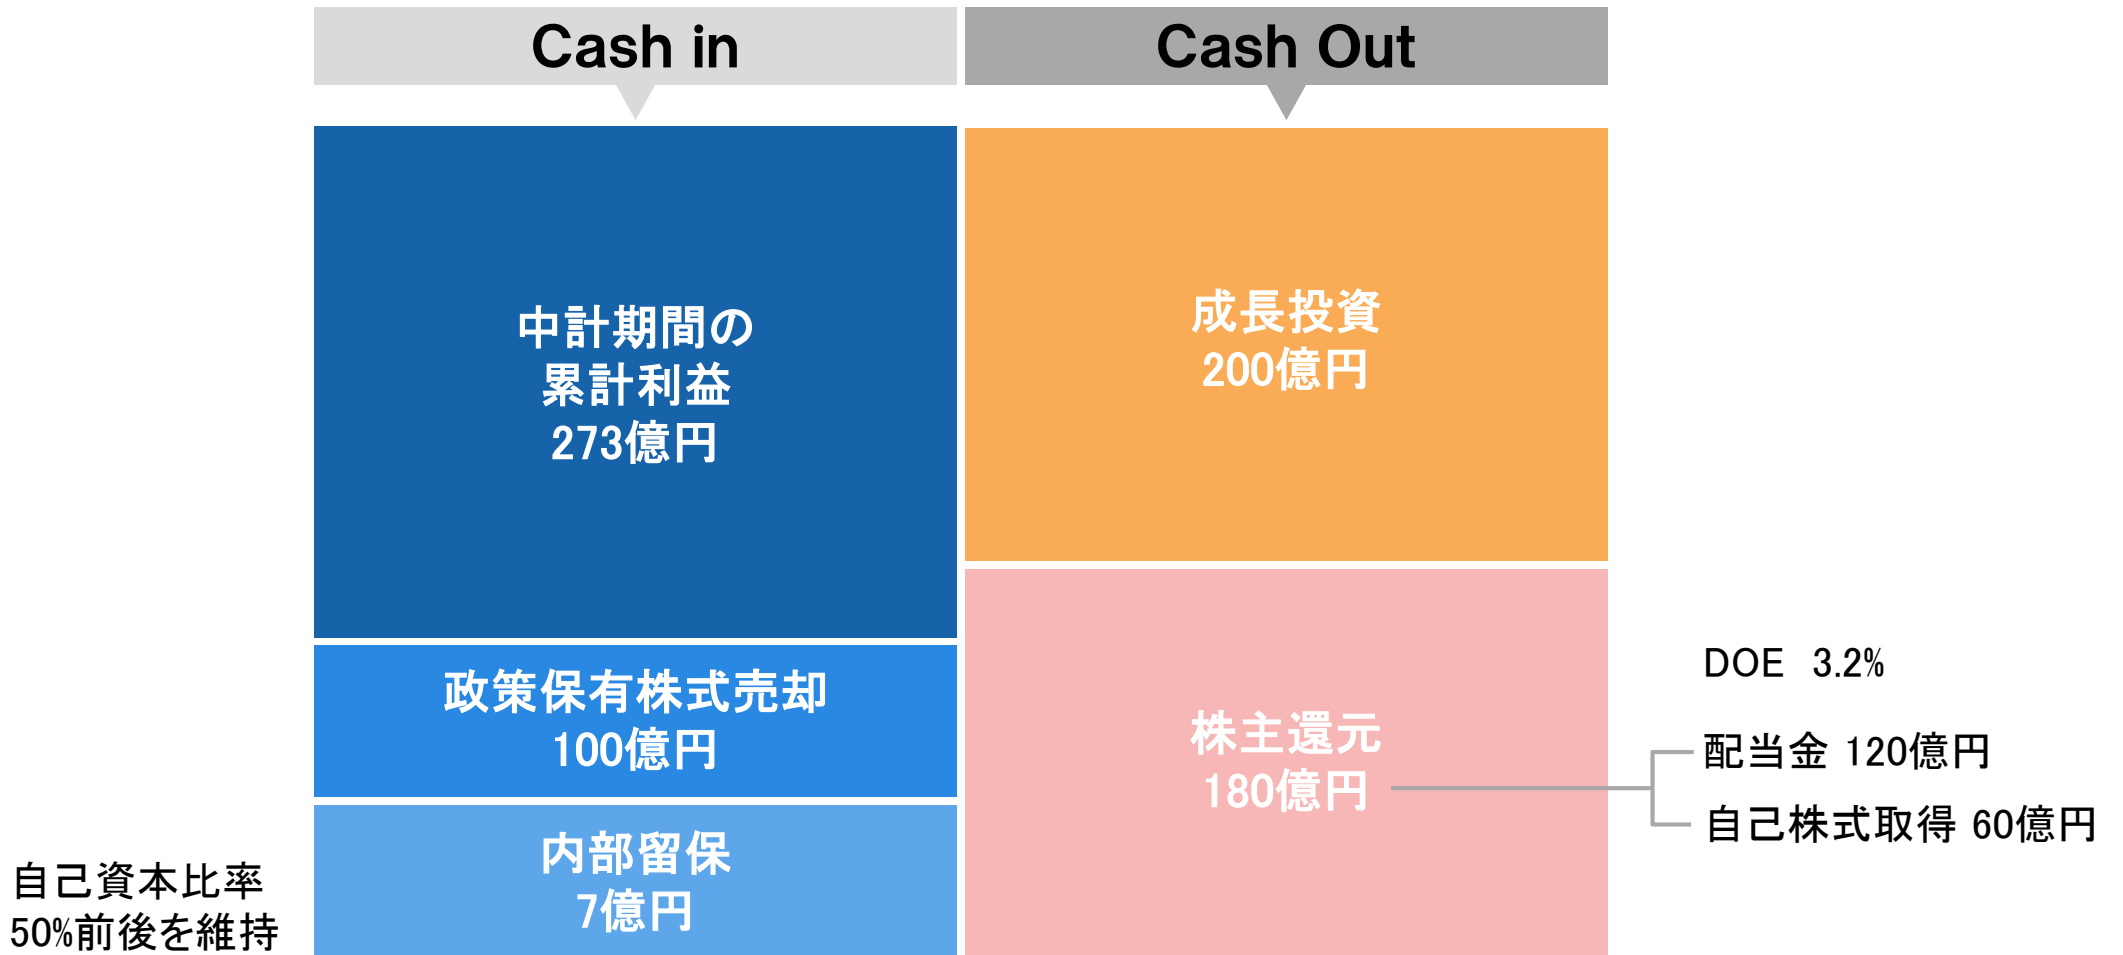 Cash in
Cash Out
中計期間の
累計利益
273億円
政策保有株式売却
100億円
内部留保
7億円
自己資本比率
50%前後を維持
成長投資
200億円
株主還元
180億円
DOE 3.2%
配当金 120億円
自己株式取得 60億円